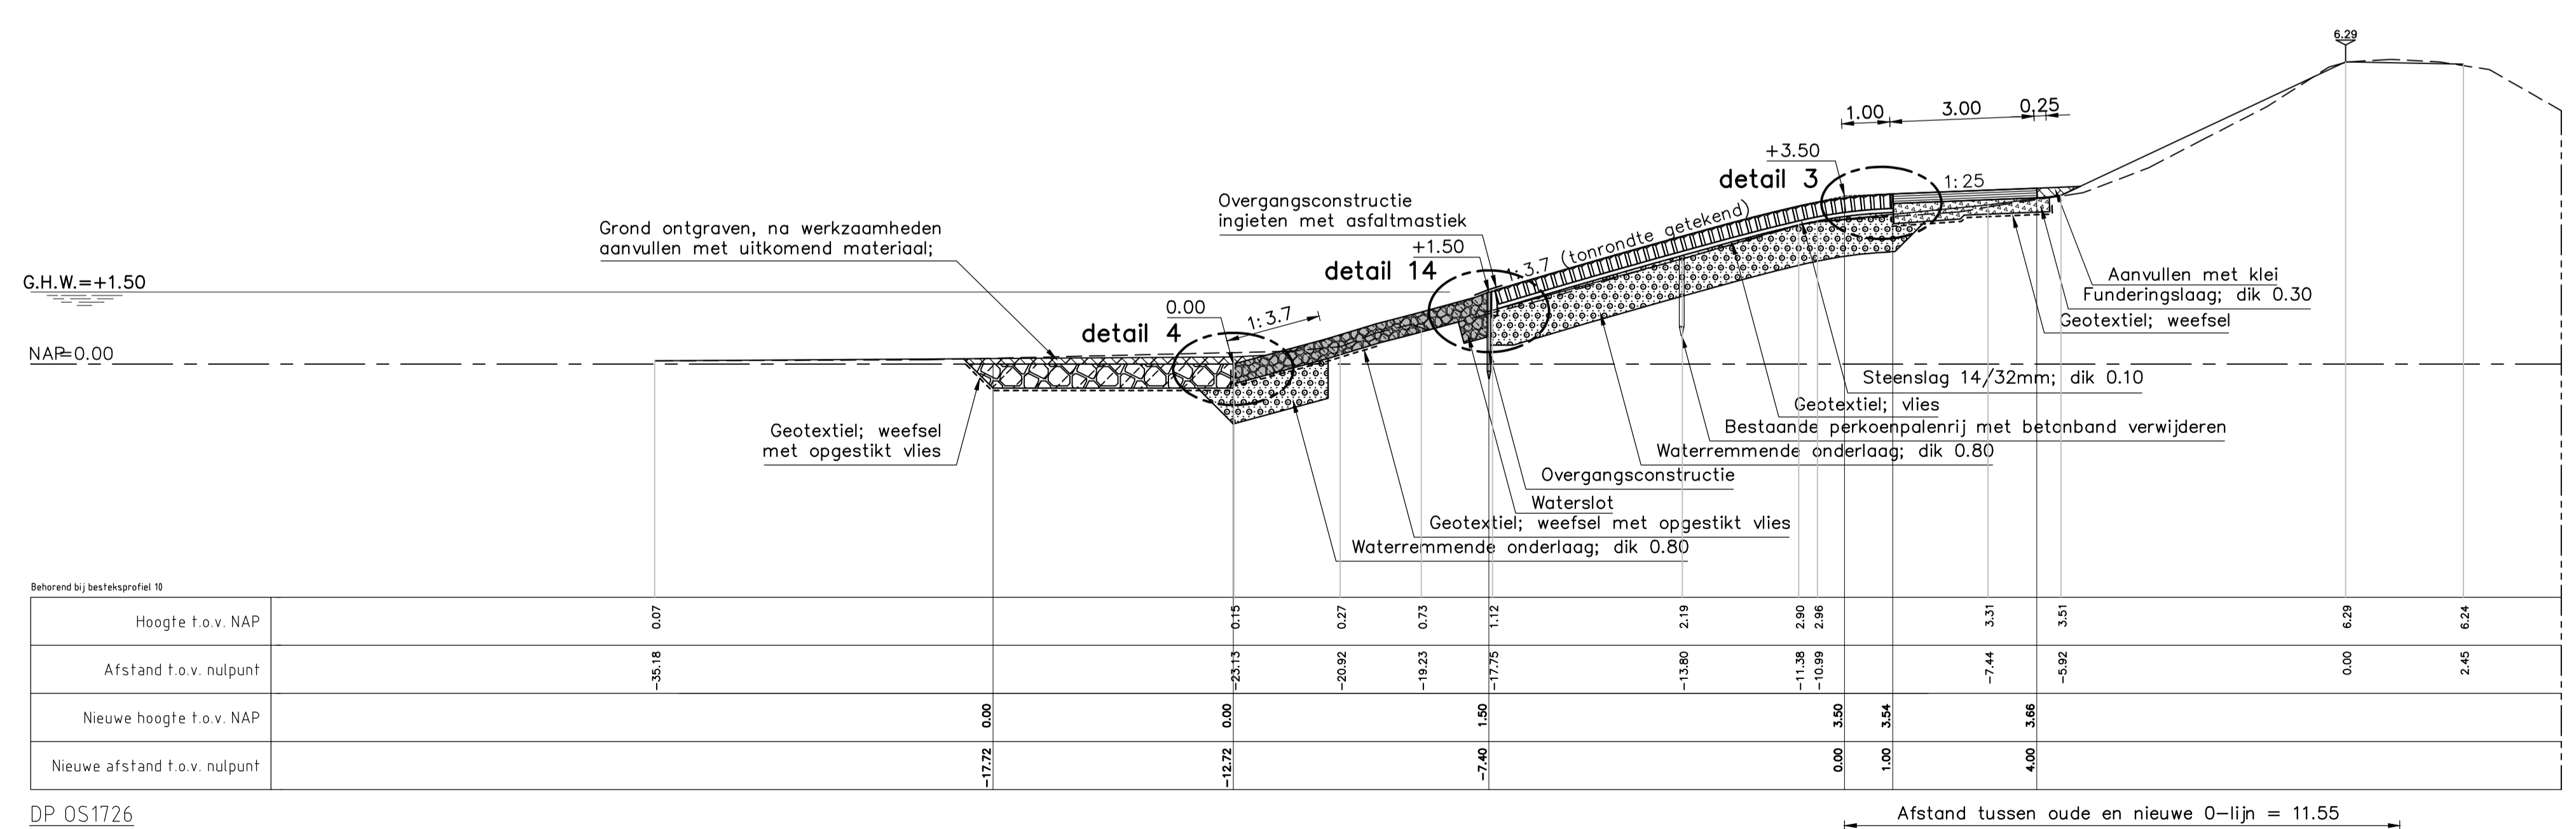 6.29
1.00
3.00
0.25
+3.50
detail 3
1:25
Overgangsconstructie
ingieten met asfaltmastiek
+1.50
1:3.7 (tonrondte getekend)
Grond ontgraven, na werkzaamheden
aanvullen met uitkomend materiaal;
detail 14
G.H.W.=+1.50
0.00
1:3.7
detail 4
NAP=0.00
Aanvullen met klei
Funderingslaag; dik 0.30
Geotextiel; weefsel
Steenslag 14/32mm; dik 0.10
Geotextiel; vlies
Bestaande perkoenpalenrij met betonband verwijderen
Waterremmende onderlaag; dik 0.80
Geotextiel; weefsel
met opgestikt vlies
Overgangsconstructie
Waterslot
Geotextiel; weefsel met opgestikt vlies
Waterremmende onderlaag; dik 0.80
Behorend bij besteksprofiel 10
Hoogte t.o.v. NAP 0.07 0.15 0.27 0.73 1.12 2.19 2.90 2.96 3.31 3.51 6.29 6.24
Afstand t.o.v. nulpunt -35.18 -23.13 -20.92 -19.23 -17.75 -13.80 -11.38 -10.99 -7.44 -5.92 0.00 2.45
Nieuwe hoogte t.o.v. NAP 0.00 0.00 1.50 3.50 3.54 3.66
Nieuwe afstand t.o.v. nulpunt -17.72 -12.72 -7.40 0.00 1.00 4.00
DP OS1726
Afstand tussen oude en nieuwe 0-lijn = 11.55